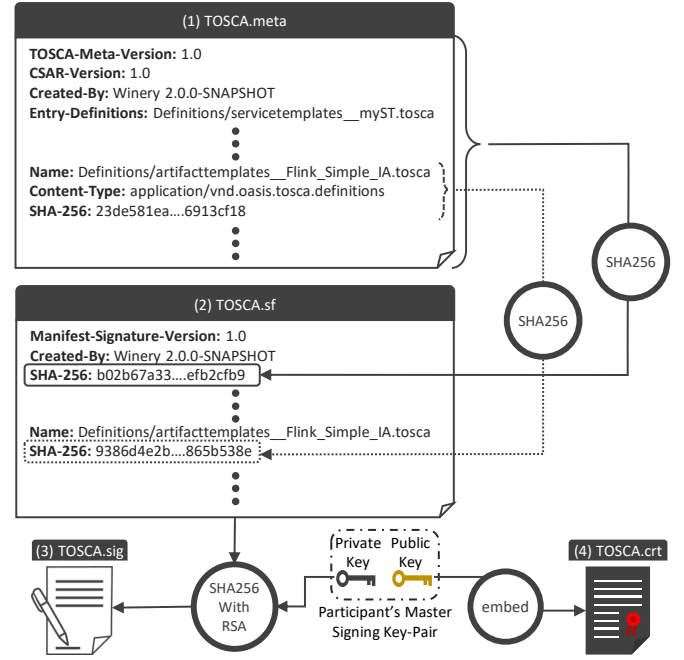 (1) TOSCA.meta
TOSCA-Meta-Version: 1.0
CSAR-Version: 1.0
Created-By: Winery 2.0.0-SNAPSHOT
Entry-Definitions: Definitions/servicetemplates__myST.tosca
Name: Definitions/artifacttemplates__Flink_Simple_IA.tosca
Content-Type: application/vnd.oasis.tosca.definitions
SHA-256: 23de581ea....6913cf18
SHA256
SHA256
(2) TOSCA.sf
Manifest-Signature-Version: 1.0
Created-By: Winery 2.0.0-SNAPSHOT
SHA-256: b02b67a33....efb2cfb9
Name: Definitions/artifacttemplates__Flink_Simple_IA.tosca
SHA-256: 9386d4e2b....865b538e
(3) TOSCA.sig
SHA256
With
RSA
Private Public
Key Key
Participant's Master
Signing Key-Pair
embed
(4) TOSCA.crt